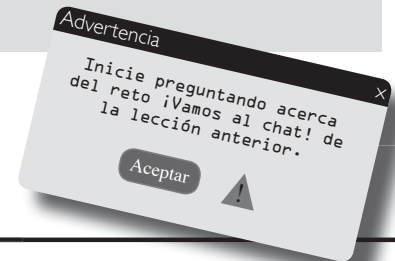 Advertencia
×
Inicie preguntando acerca
del reto ¡Vamos al chat! de
la lección anterior.
Aceptar
!